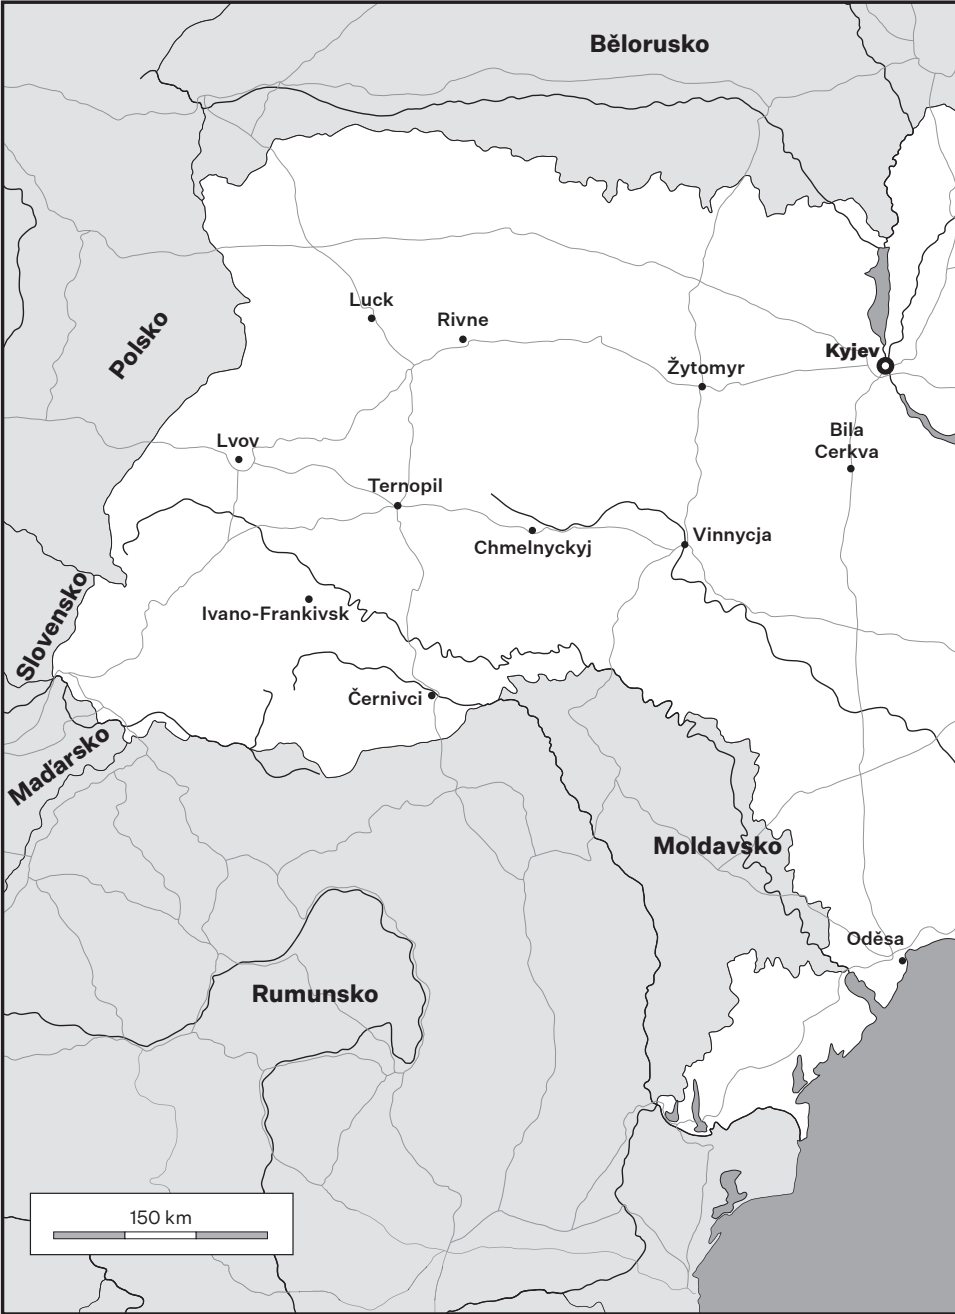 Bělorusko
Polsko
Luck
Rivne
Kyjev
Žytomyr
Bila
Cerkva
Lvov
Ternopil
Chmelnyckyj
Vinnycja
Slovensko
Ivano-Frankivsk
Černivci
Maďarsko
Moldavsko
Oděsa
Rumunsko
150 km